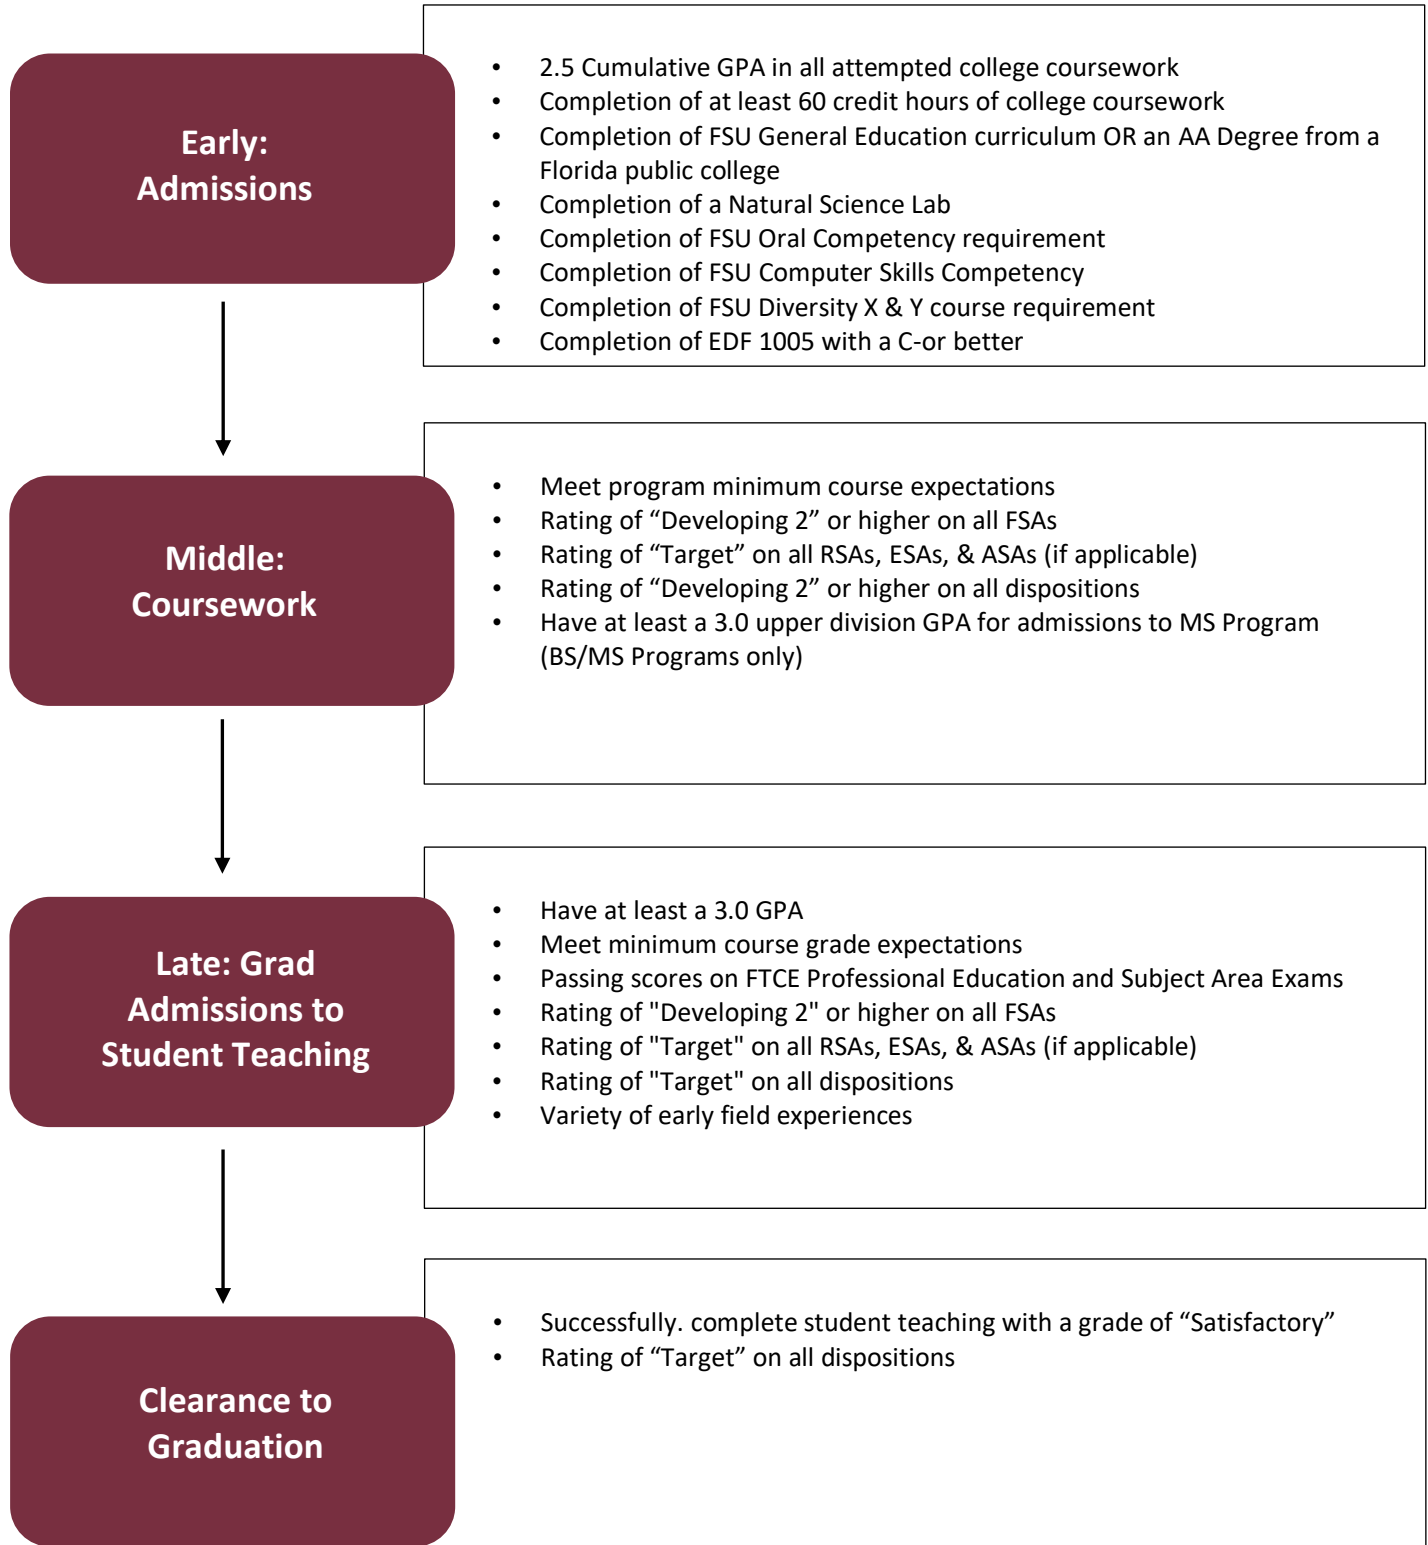 Early:
Admissions
• 2.5 Cumulative GPA in all attempted college coursework
• Completion of at least 60 credit hours of college coursework
• Completion of FSU General Education curriculum OR an AA Degree from a
Florida public college
• Completion of a Natural Science Lab
• Completion of FSU Oral Competency requirement
• Completion of FSU Computer Skills Competency
• Completion of FSU Diversity X & Y course requirement
• Completion of EDF 1005 with a C-or better
Middle:
Coursework
• Meet program minimum course expectations
• Rating of “Developing 2” or higher on all FSAs
• Rating of “Target” on all RSAs, ESAs, & ASAs (if applicable)
• Rating of “Developing 2” or higher on all dispositions
• Have at least a 3.0 upper division GPA for admissions to MS Program
(BS/MS Programs only)
Late: Grad
Admissions to
Student Teaching
• Have at least a 3.0 GPA
• Meet minimum course grade expectations
• Passing scores on FTCE Professional Education and Subject Area Exams
• Rating of "Developing 2" or higher on all FSAs
• Rating of "Target" on all RSAs, ESAs, & ASAs (if applicable)
• Rating of "Target" on all dispositions
• Variety of early field experiences
Clearance to
Graduation
• Successfully. complete student teaching with a grade of “Satisfactory”
• Rating of “Target” on all dispositions